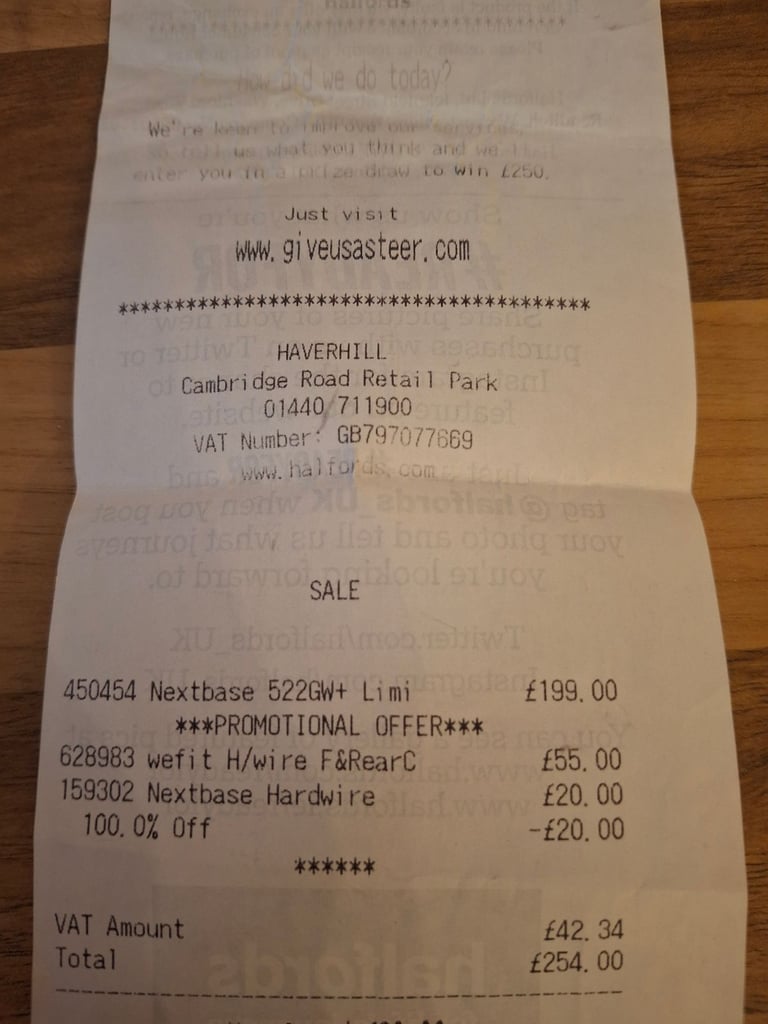 halfords
How did we do today?
We're keen to improve our services,
so tell us what you think and we'll
enter you in a prize draw to win £250.
Just visit
www.giveusasteer.com
****************************************
HAVERHILL
Cambridge Road Retail Park
01440 711900
VAT Number: GB797077669
www.halfords.com
SALE
450454 Nextbase 522GW+ Limi £199.00
***PROMOTIONAL OFFER***
628983 wefit H/wire F&RearC £55.00
159302 Nextbase Hardwire £20.00
100.0% Off -£20.00
******
VAT Amount £42.34
Total £254.00